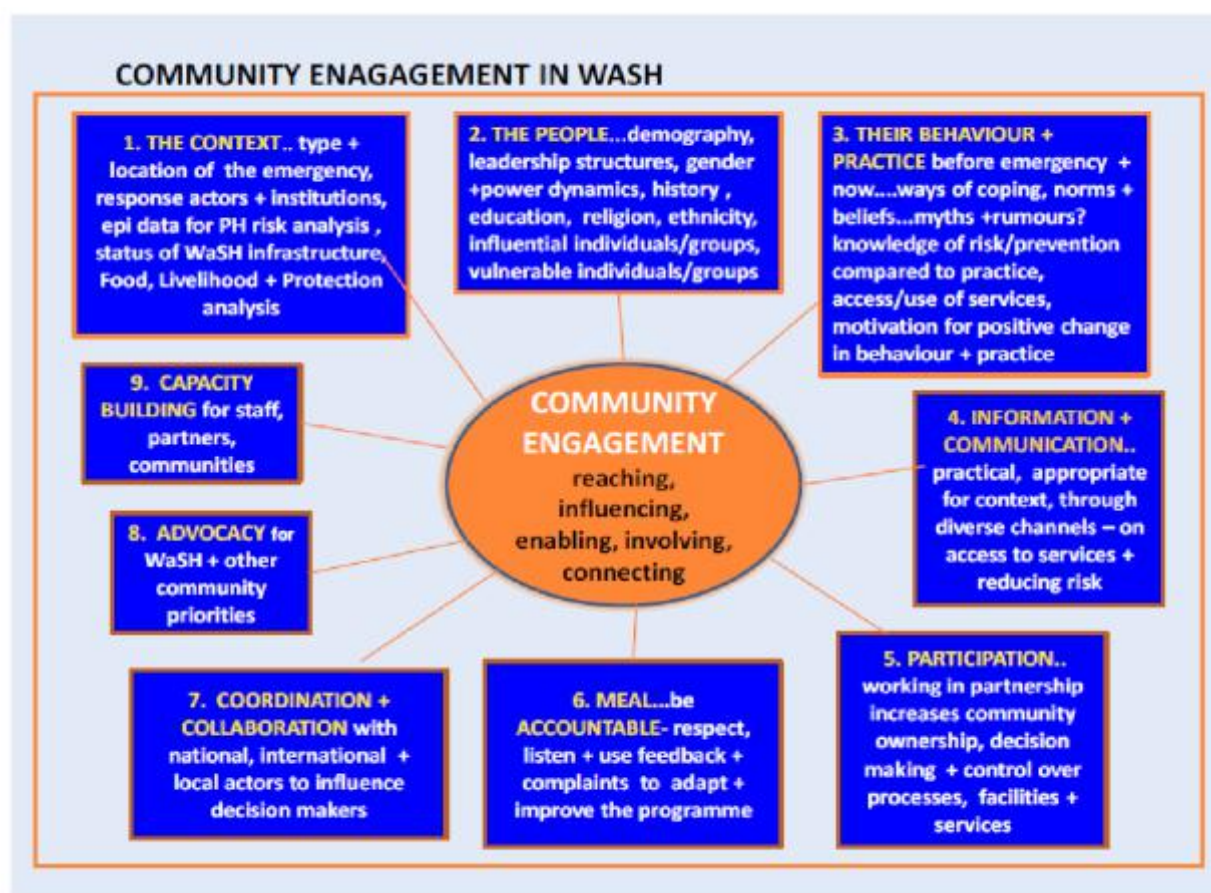 COMMUNITY ENAGAGEMENT IN WASH
1. THE CONTEXT.. type +
location of the emergency,
response actors + institutions,
epi data for PH risk analysis ,
status of WaSH infrastructure,
Food, Livelihood + Protection
analysis
2. THE PEOPLE...demography,
leadership structures, gender
+power dynamics, history ,
education, religion, ethnicity,
influential individuals/groups,
vulnerable individuals/groups
3. THEIR BEHAVIOUR +
PRACTICE before emergency +
now....ways of coping, norms +
beliefs...myths +rumours?
knowledge of risk/prevention
compared to practice,
access/use of services,
motivation for positive change
in behaviour + practice
COMMUNITY
ENGAGEMENT
reaching,
influencing,
enabling, involving,
connecting
4. INFORMATION +
COMMUNICATION..
practical, appropriate
for context, through
diverse channels – on
access to services +
reducing risk
5. PARTICIPATION..
working in partnership
increases community
ownership, decision
making + control over
processes, facilities +
services
6. MEAL...be
ACCOUNTABLE- respect,
listen + use feedback +
complaints to adapt +
improve the programme
7. COORDINATION +
COLLABORATION with
national, international +
local actors to influence
decision makers
8. ADVOCACY for
WaSH + other
community
priorities
9. CAPACITY
BUILDING for staff,
partners,
communities